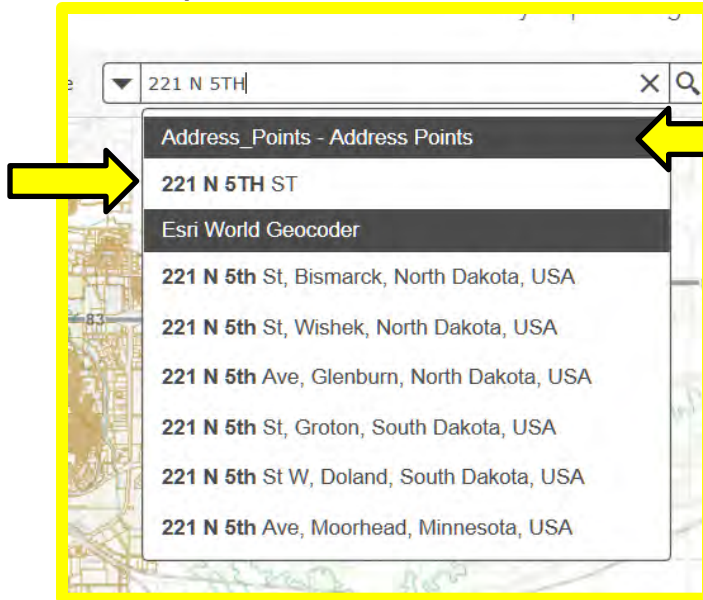 e
221 N 5TH
Address_Points - Address Points
221 N 5TH ST
Esri World Geocoder
221 N 5th St, Bismarck, North Dakota, USA
221 N 5th St, Wishek, North Dakota, USA
83
221 N 5th Ave, Glenburn, North Dakota, USA
221 N 5th St, Groton, South Dakota, USA
221 N 5th St W, Doland, South Dakota, USA
221 N 5th Ave, Moorhead, Minnesota, USA